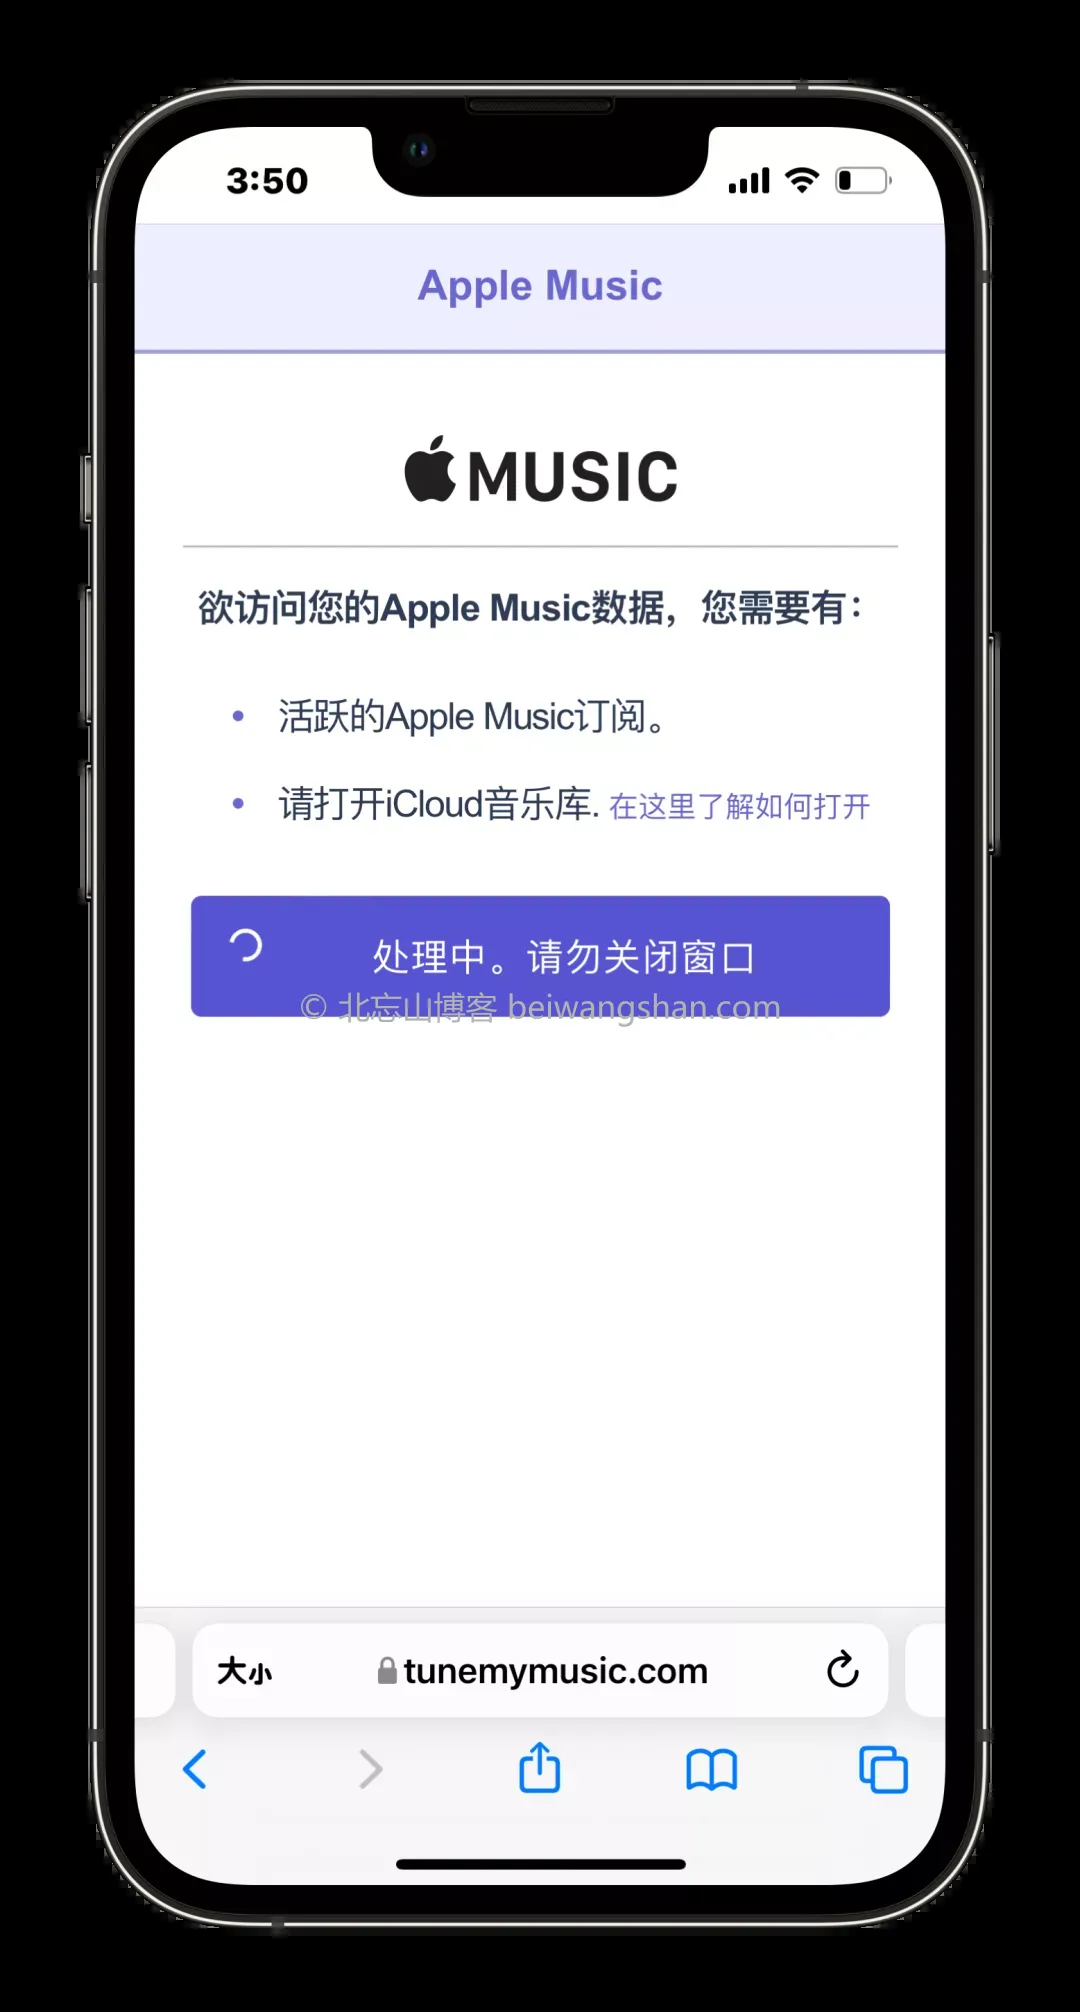 3:50
Apple Music
MUSIC
欲访问您的Apple Music数据，您需要有：
• 活跃的Apple Music订阅。
• 请打开iCloud音乐库. 在这里了解如何打开
处理中。请勿关闭窗口
© 北忘山博客 beiwangshan.com
大小 tunemymusic.com